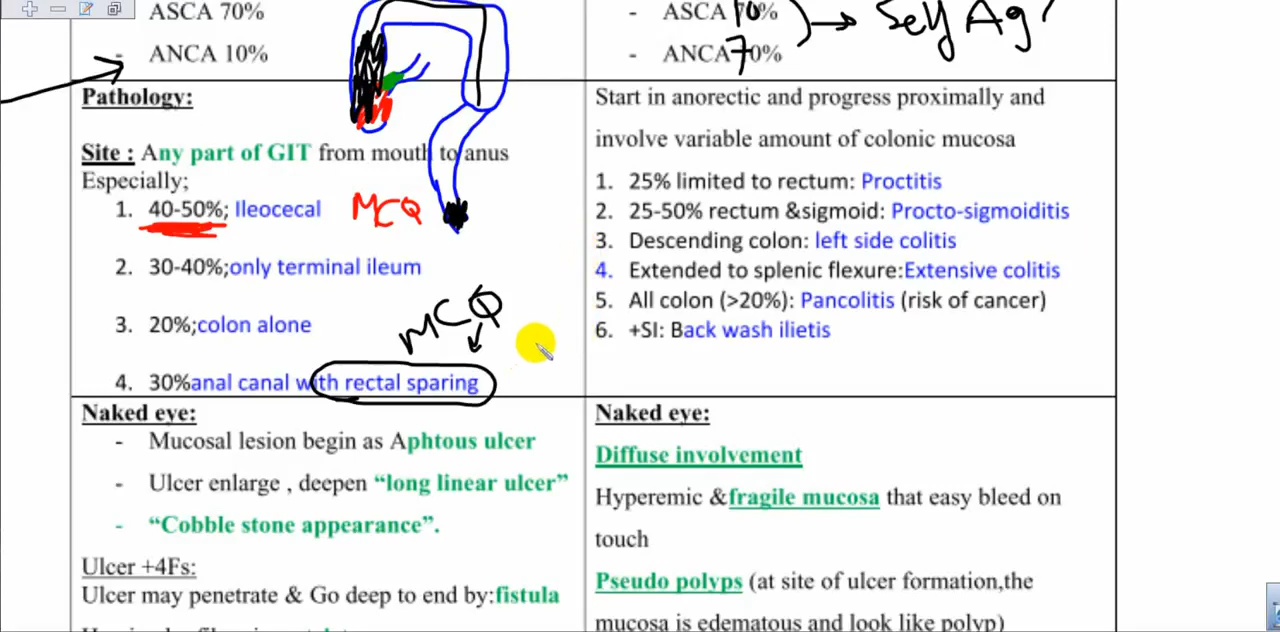 ASCA 70%
ANCA 10%
- ASCA 10%
- ANCA 70%
Self Ag
Pathology:
Site : Any part of GIT from mouth to anus
Especially;
1. 40-50%; Ileocecal
MCQ
2. 30-40%;only terminal ileum
3. 20%;colon alone
MCQ
4. 30%anal canal with rectal sparing
Start in anorectic and progress proximally and
involve variable amount of colonic mucosa
1. 25% limited to rectum: Proctitis
2. 25-50% rectum &sigmoid: Procto-sigmoiditis
3. Descending colon: left side colitis
4. Extended to splenic flexure:Extensive colitis
5. All colon (>20%): Pancolitis (risk of cancer)
6. +SI: Back wash ilietis
Naked eye:
- Mucosal lesion begin as Aphtous ulcer
- Ulcer enlarge , deepen “long linear ulcer”
- “Cobble stone appearance”.
Ulcer +4Fs:
Ulcer may penetrate & Go deep to end by:fistula
Naked eye:
Diffuse involvement
Hyperemic &fragile mucosa that easy bleed on
touch
Pseudo polyps (at site of ulcer formation,the
mucosa is edematous and look like polyp)